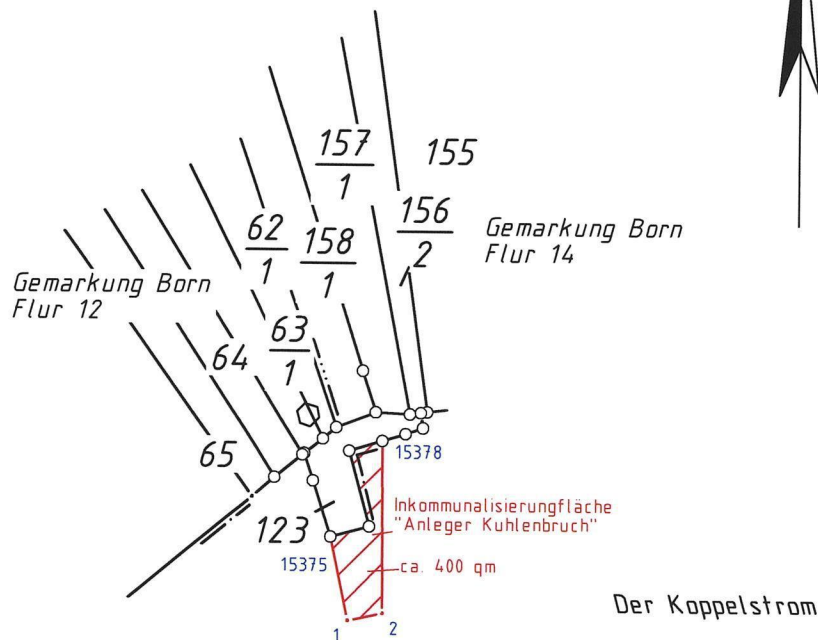 157
1
155
156
2
62
1
158
1
Gemarkung Born
Flur 14
Gemarkung Born
Flur 12
63
1
64
65
15378
Inkommunalisierungfläche
"Anleger Kuhlenbruch"
123
15375
ca. 400 qm
Der Koppelstrom
1
2